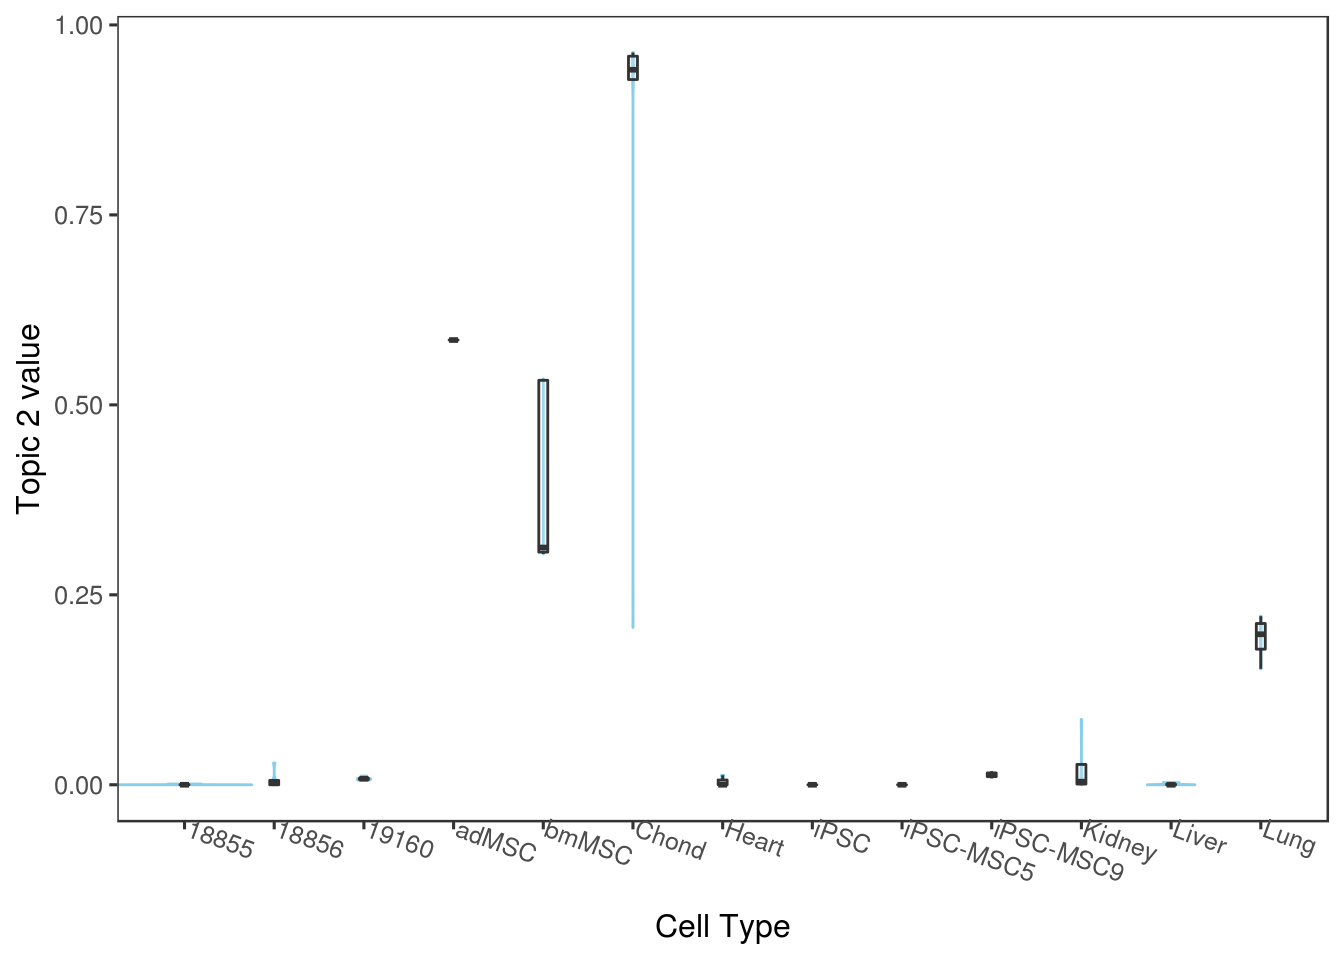 1.00
0.75
0.50
0.25
0.00
Topic 2 value
18855
18856
19160
adMSC
bmMSC
Chond
Heart
iPSC
iPSC-MSC5
iPSC-MSC9
Kidney
Liver
Lung
Cell Type